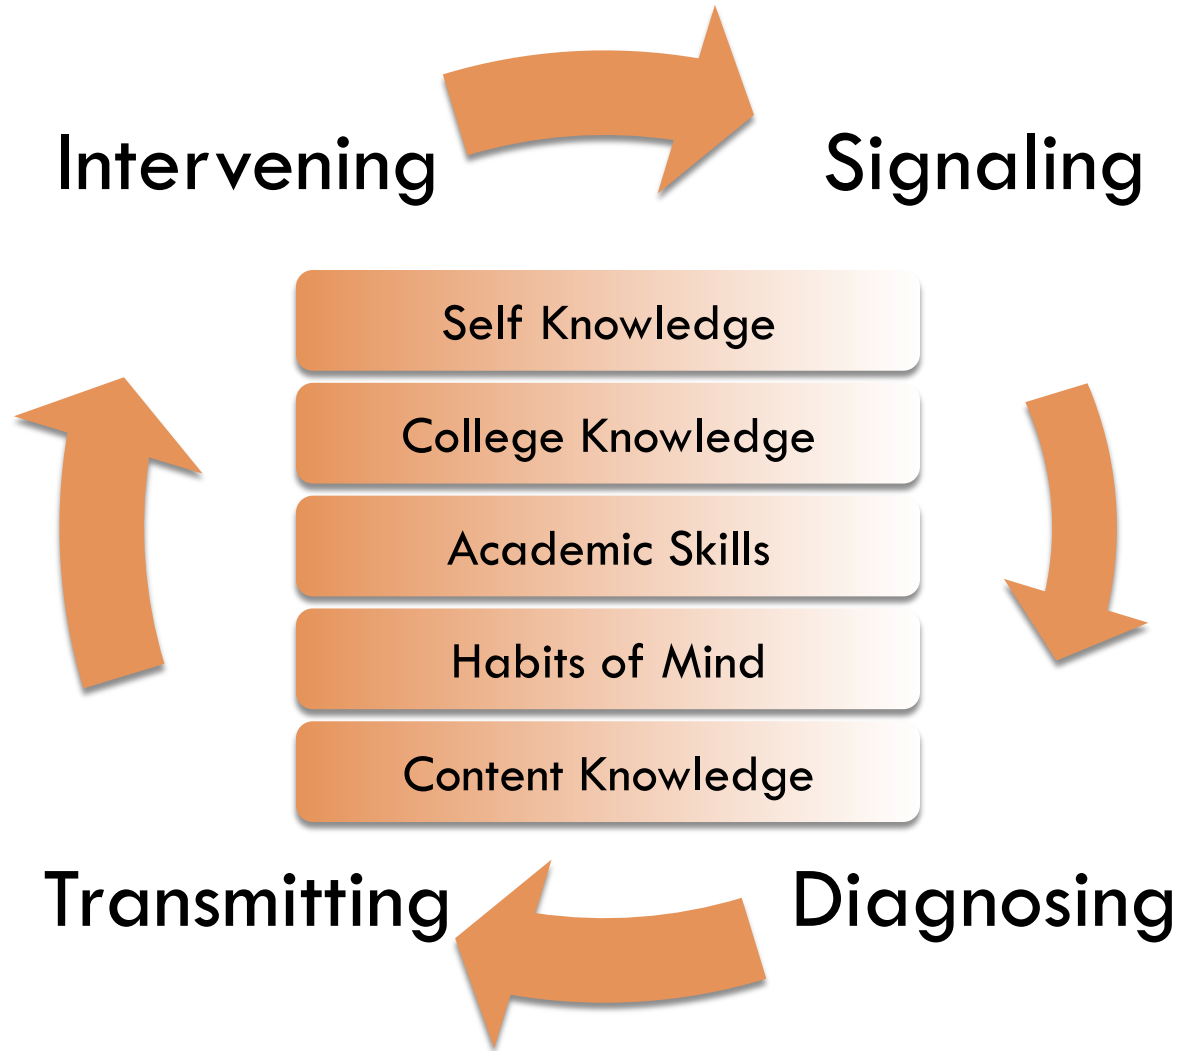 Intervening
Signaling
Self Knowledge
College Knowledge
Academic Skills
Habits of Mind
Content Knowledge
Transmitting
Diagnosing